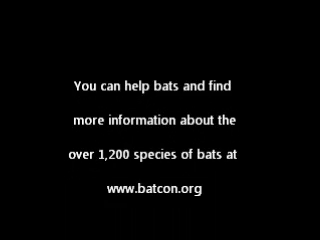 You can help bats and find
more information about the
over 1,200 species of bats at
www.batcon.org